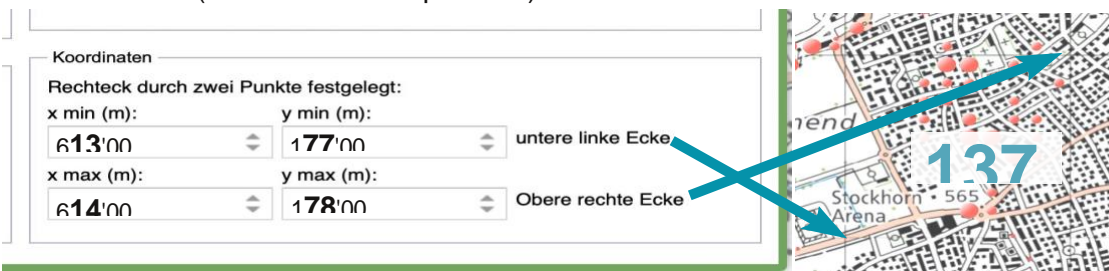 Koordinaten
Rechteck durch zwei Punkte festgelegt:
x min (m): y min (m):
613'00 177'00 untere linke Ecke
x max (m): y max (m):
614'00 178'00 Obere rechte Ecke
137
Stockhorn 565
Arena